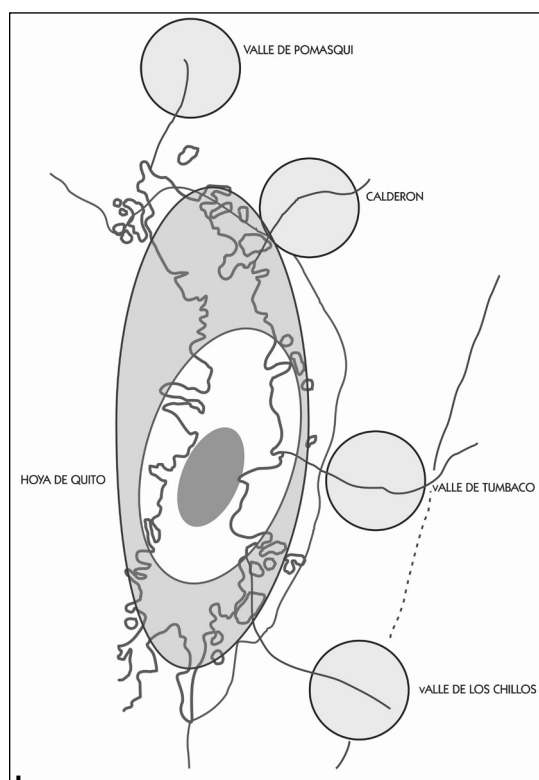 VALLE DE POMASQUI
CALDERON
HOYA DE QUITO
vALLE DE TUMBACO
vALLE DE LOS CHILLOS